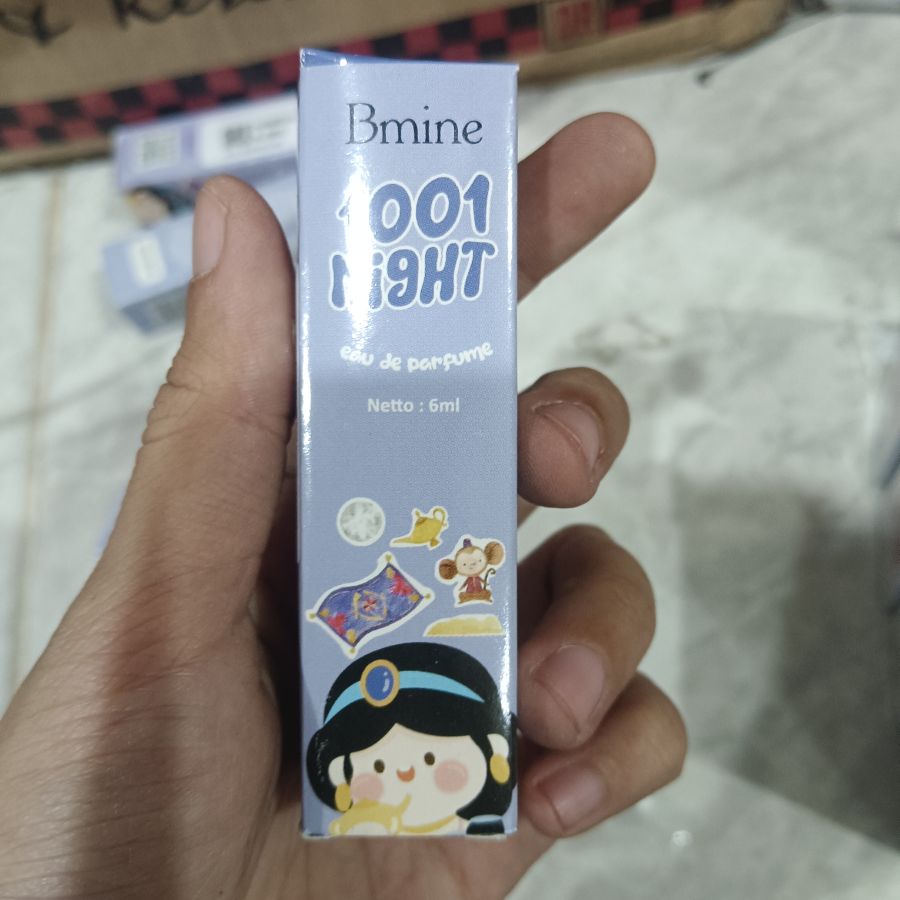 Bmine
1001
NiGHT
eau de parfume
Netto : 6ml